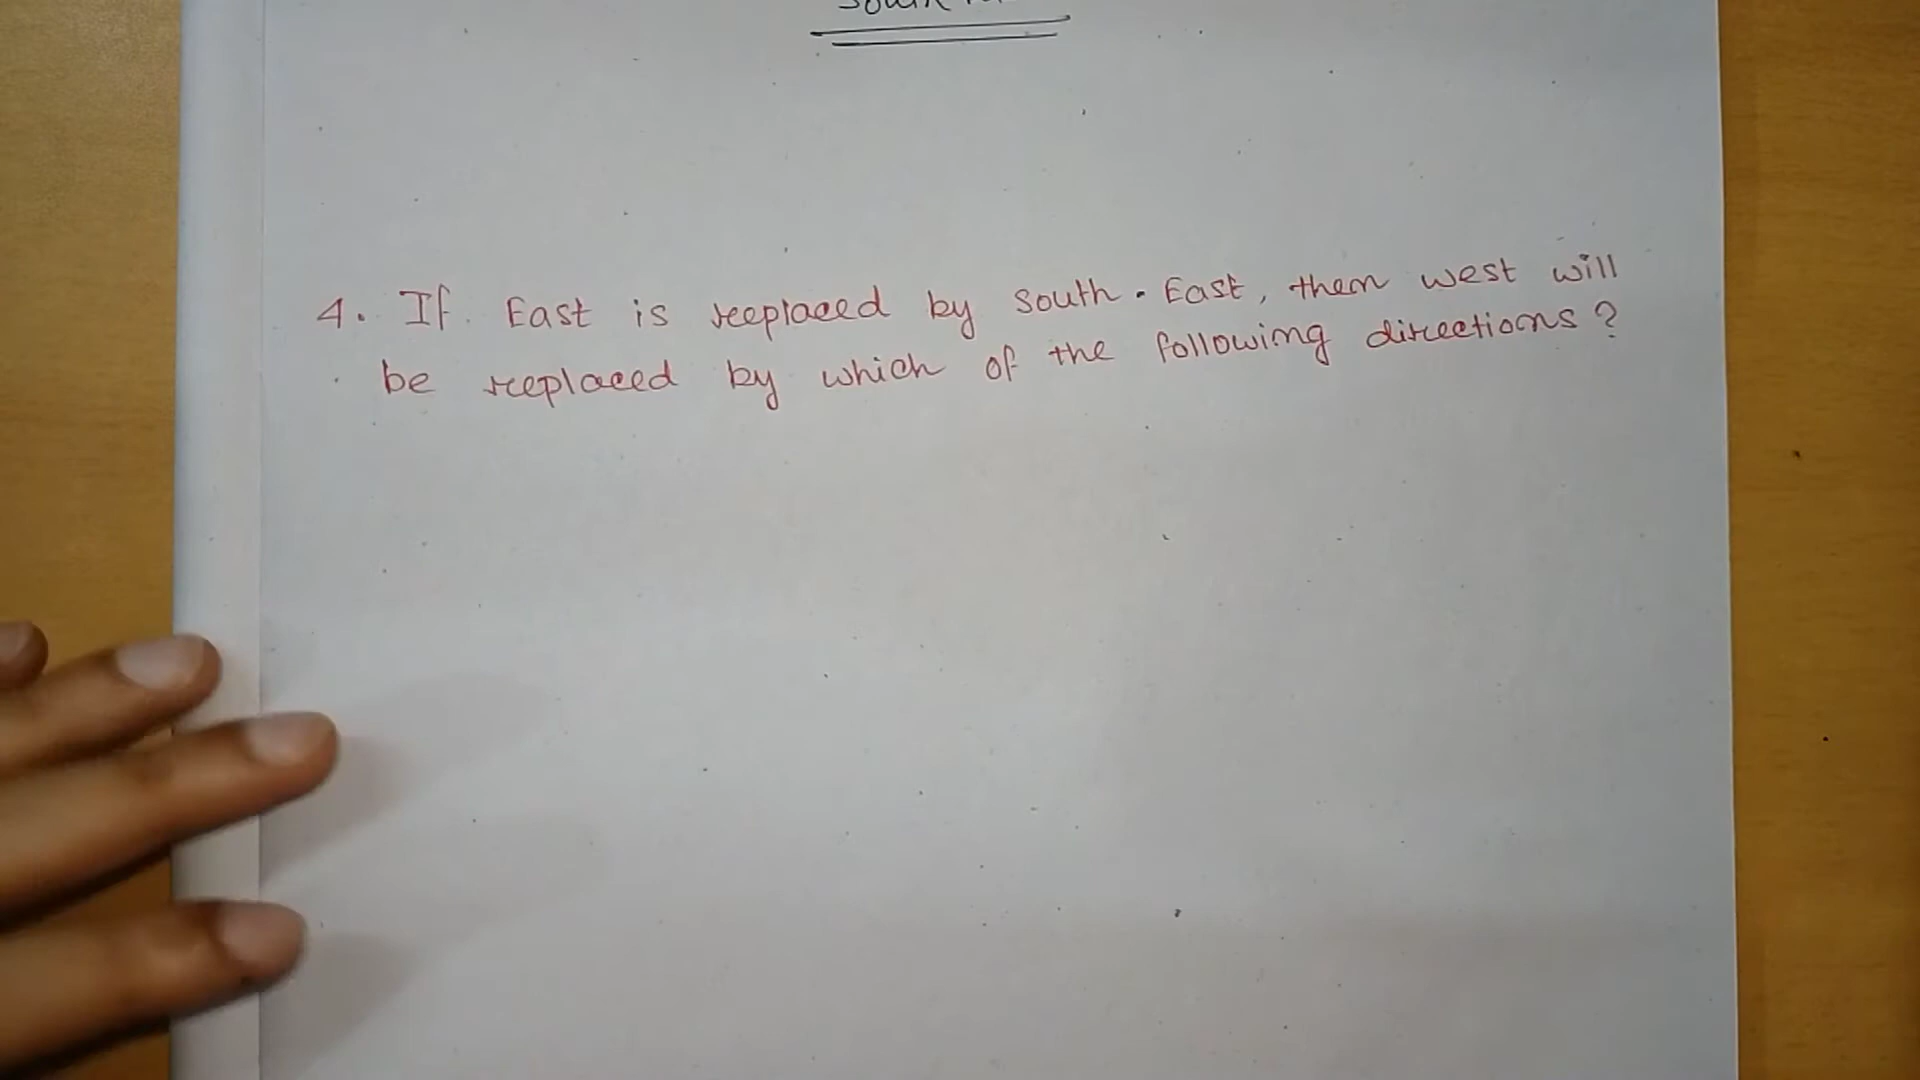 South
4. If East is replaced by South-East, then west will
be replaced by which of the following directions?